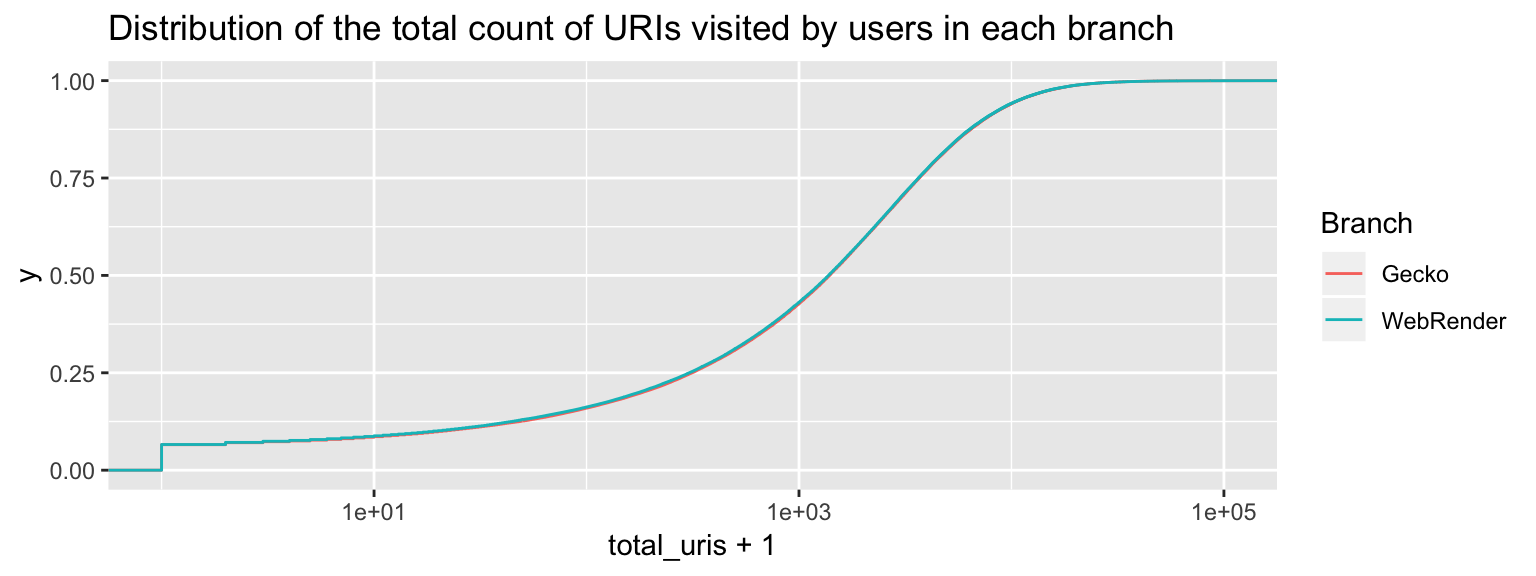 Distribution of the total count of URIs visited by users in each branch
1.00
0.75
0.50
0.25
0.00
y
1e+01 1e+03 1e+05
total_uris + 1
Branch
Gecko
WebRender